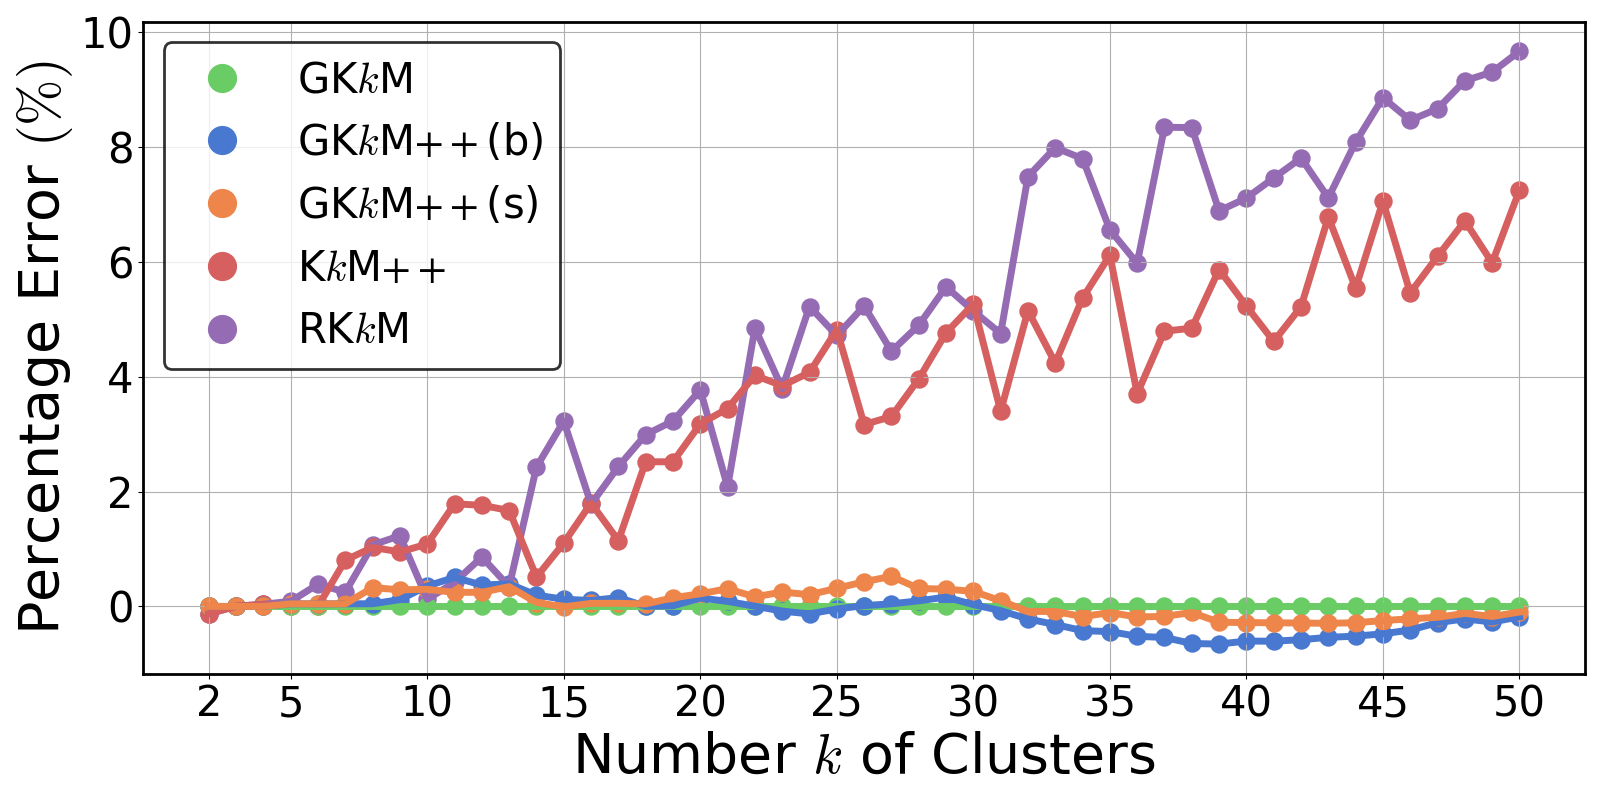 Percentage Error (%)
10
8
6
4
2
0
GKkM
GKkM++(b)
GKkM++(s)
KkM++
RKkM
2 5 10 15 20 25 30 35 40 45 50
Number k of Clusters